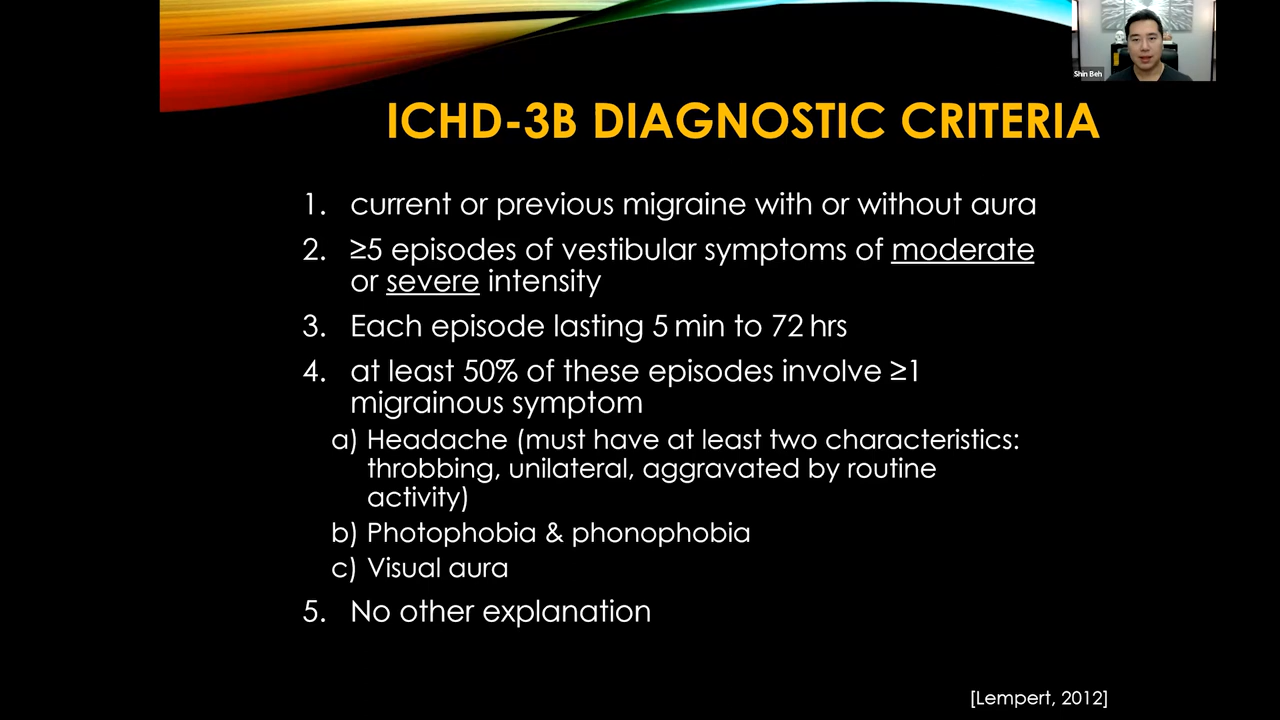 Shin Beh
ICHD-3B DIAGNOSTIC CRITERIA
1. current or previous migraine with or without aura
2. ≥5 episodes of vestibular symptoms of moderate
or severe intensity
3. Each episode lasting 5 min to 72 hrs
4. at least 50% of these episodes involve ≥1
migrainous symptom
a) Headache (must have at least two characteristics:
throbbing, unilateral, aggravated by routine
activity)
b) Photophobia & phonophobia
c) Visual aura
5. No other explanation
[Lempert, 2012]